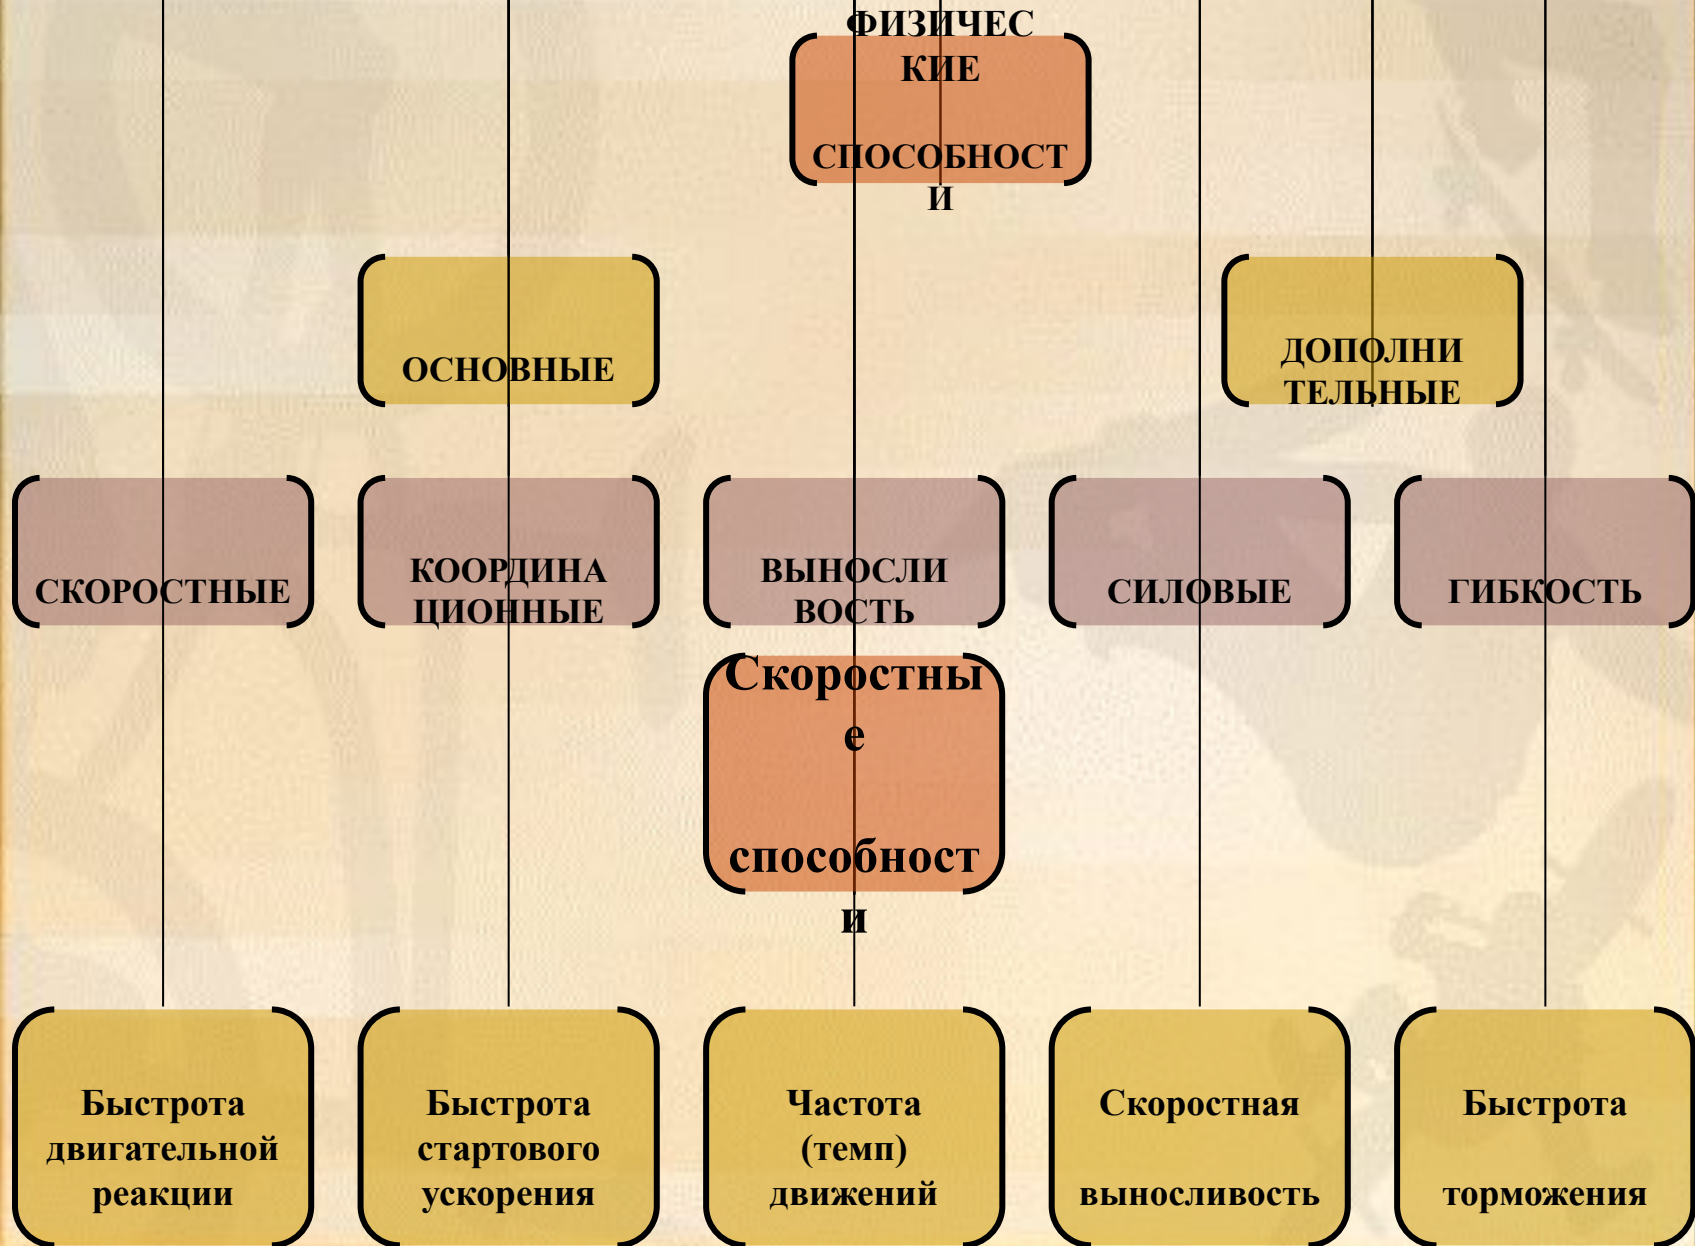 ФИЗИЧЕС
КИЕ
СПОСОБНОСТ
И
ОСНОВНЫЕ
ДОПОЛНИ
ТЕЛЬНЫЕ
СКОРОСТНЫЕ
КООРДИНА
ЦИОННЫЕ
ВЫНОСЛИ
ВОСТЬ
СИЛОВЫЕ
ГИБКОСТЬ
Скоростны
е
способност
и
Быстрота
двигательной
реакции
Быстрота
стартового
ускорения
Частота
(темп)
движений
Скоростная
выносливость
Быстрота
торможения